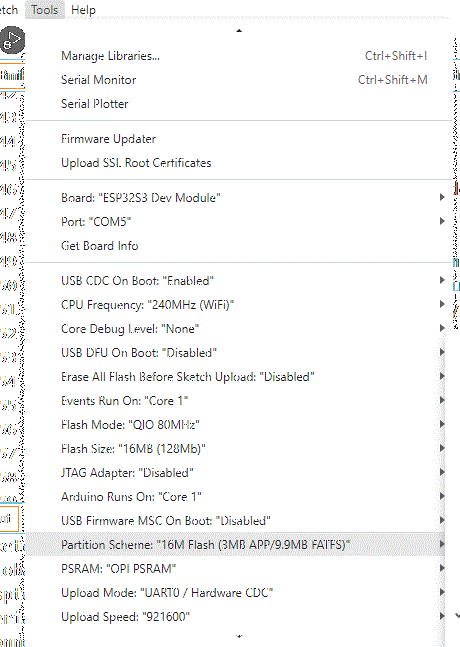 etch Tools Help
Manage Libraries... Ctrl+Shift+I
Serial Monitor Ctrl+Shift+M
Serial Plotter
Firmware Updater
Upload SSL Root Certificates
Board: "ESP32S3 Dev Module"
Port: "COM5"
Get Board Info
USB CDC On Boot: "Enabled"
CPU Frequency: "240MHz (WiFi)"
Core Debug Level: "None"
USB DFU On Boot: "Disabled"
Erase All Flash Before Sketch Upload: "Disabled"
Events Run On: "Core 1"
Flash Mode: "QIO 80MHz"
Flash Size: "16MB (128Mb)"
JTAG Adapter: "Disabled"
Arduino Runs On: "Core 1"
USB Firmware MSC On Boot: "Disabled"
Partition Scheme: "16M Flash (3MB APP/9.9MB FATFS)"
PSRAM: "OPI PSRAM"
Upload Mode: "UART0 / Hardware CDC"
Upload Speed: "921600"